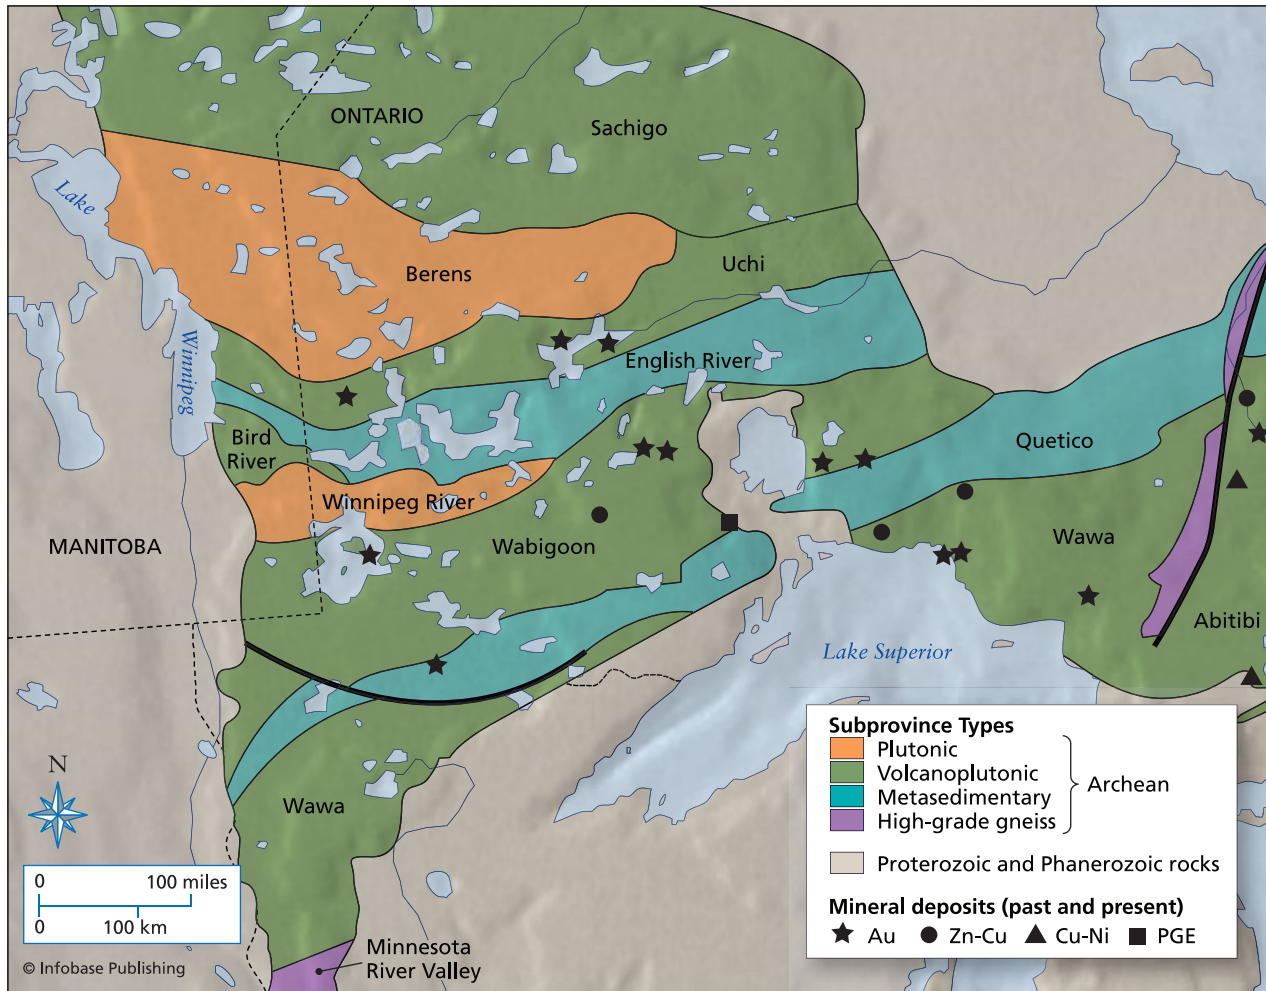 ONTARIO
Sachigo
Lake
Winnipeg
Berens
Uchi
English River
Bird
River
Quetico
Winnipeg River
MANITOBA
Wabigoon
Wawa
Abitibi
Lake Superior
Wawa
Minnesota
River Valley
N
0 100 miles
0 100 km
© Infobase Publishing
Subprovince Types
Plutonic
Volcanoplutonic
Metasedimentary
High-grade gneiss
Archean
Proterozoic and Phanerozoic rocks
Mineral deposits (past and present)
Au Zn-Cu Cu-Ni PGE